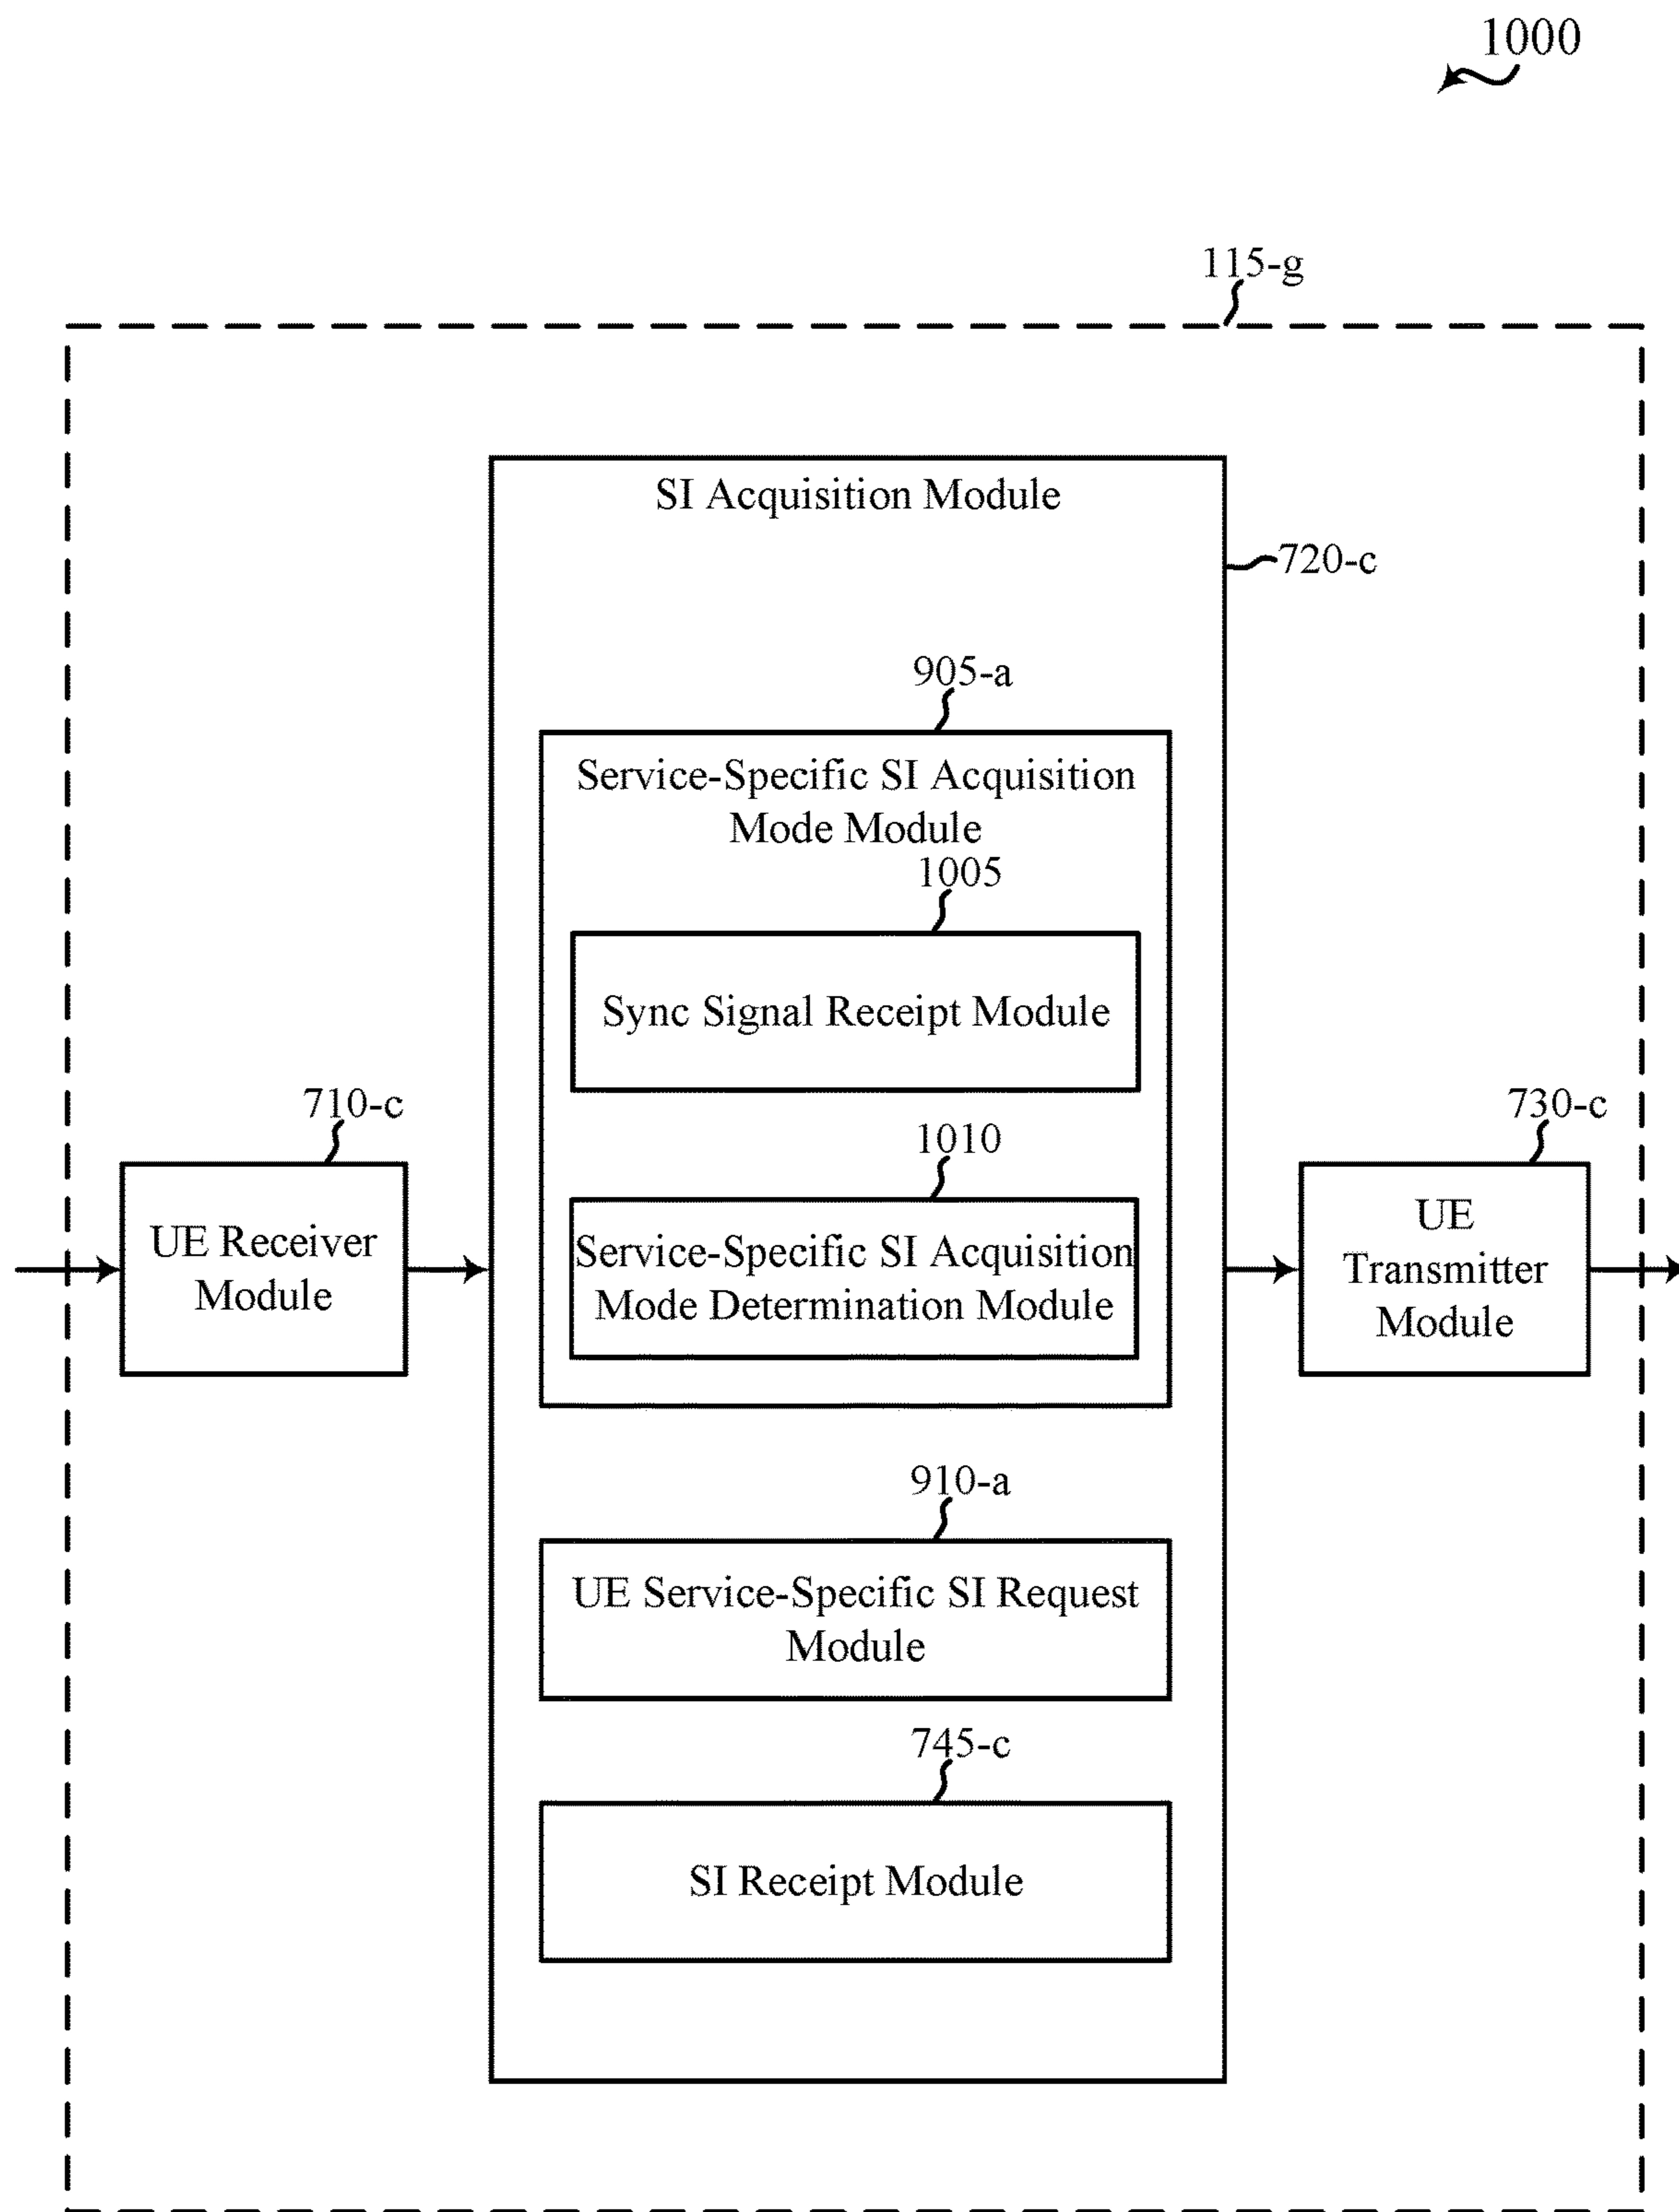 1000
115-g
SI Acquisition Module
720-c
905-a
Service-Specific SI Acquisition
Mode Module
1005
Sync Signal Receipt Module
710-c
UE Receiver
Module
1010
Service-Specific SI Acquisition
Mode Determination Module
730-c
UE
Transmitter
Module
910-a
UE Service-Specific SI Request
Module
745-c
SI Receipt Module